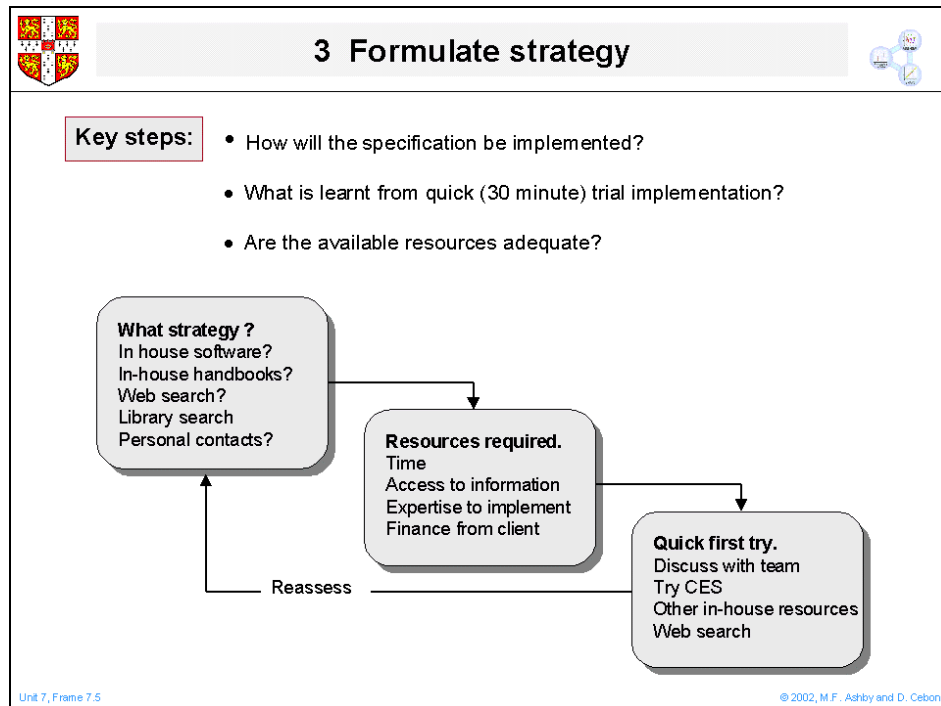 3 Formulate strategy
Key steps:
• How will the specification be implemented?
• What is learnt from quick (30 minute) trial implementation?
• Are the available resources adequate?
What strategy ?
In house software?
In-house handbooks?
Web search?
Library search
Personal contacts?
Resources required.
Time
Access to information
Expertise to implement
Finance from client
Quick first try.
Discuss with team
Try CES
Other in-house resources
Web search
Reassess
Unit 7, Frame 7.5
© 2002, M.F. Ashby and D. Cebon